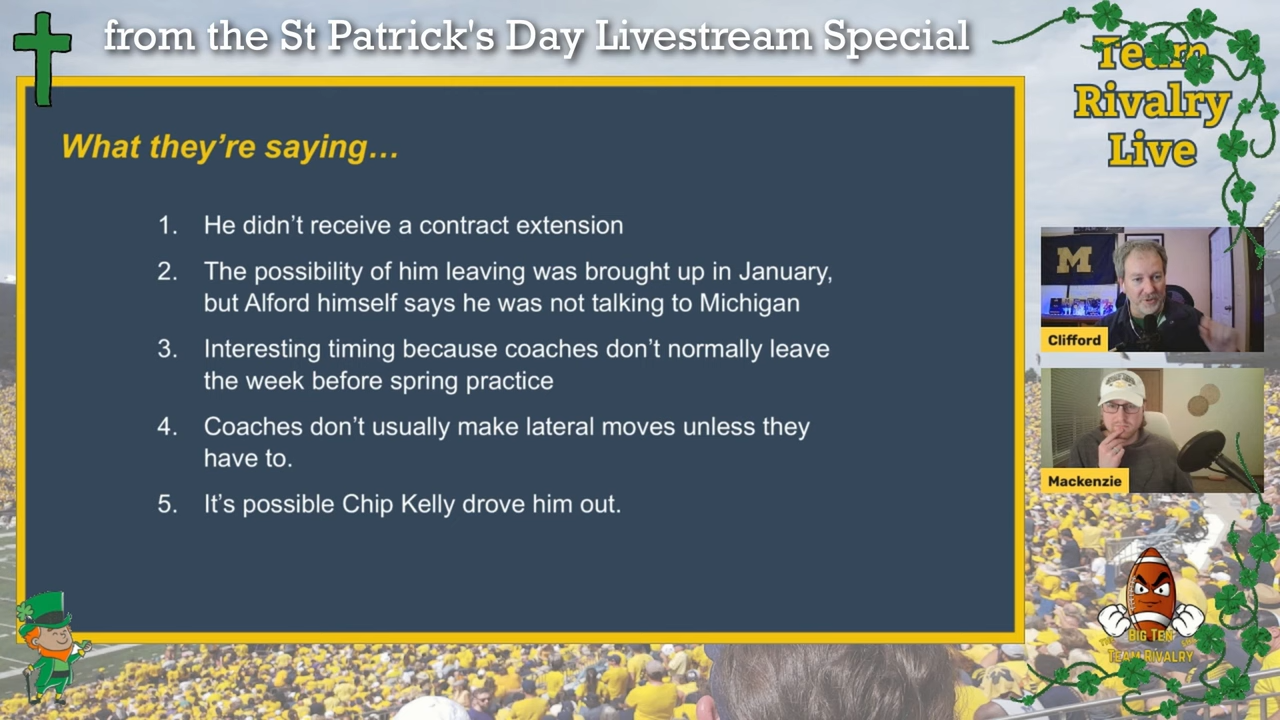 from the St Patrick's Day Livestream Special
Team
Rivalry
Live
What they're saying…
1. He didn't receive a contract extension
2. The possibility of him leaving was brought up in January,
but Alford himself says he was not talking to Michigan
3. Interesting timing because coaches don't normally leave
the week before spring practice
4. Coaches don't usually make lateral moves unless they
have to.
5. It's possible Chip Kelly drove him out.
M
Clifford
Mackenzie
BIG TEN
TEAM RIVALRY